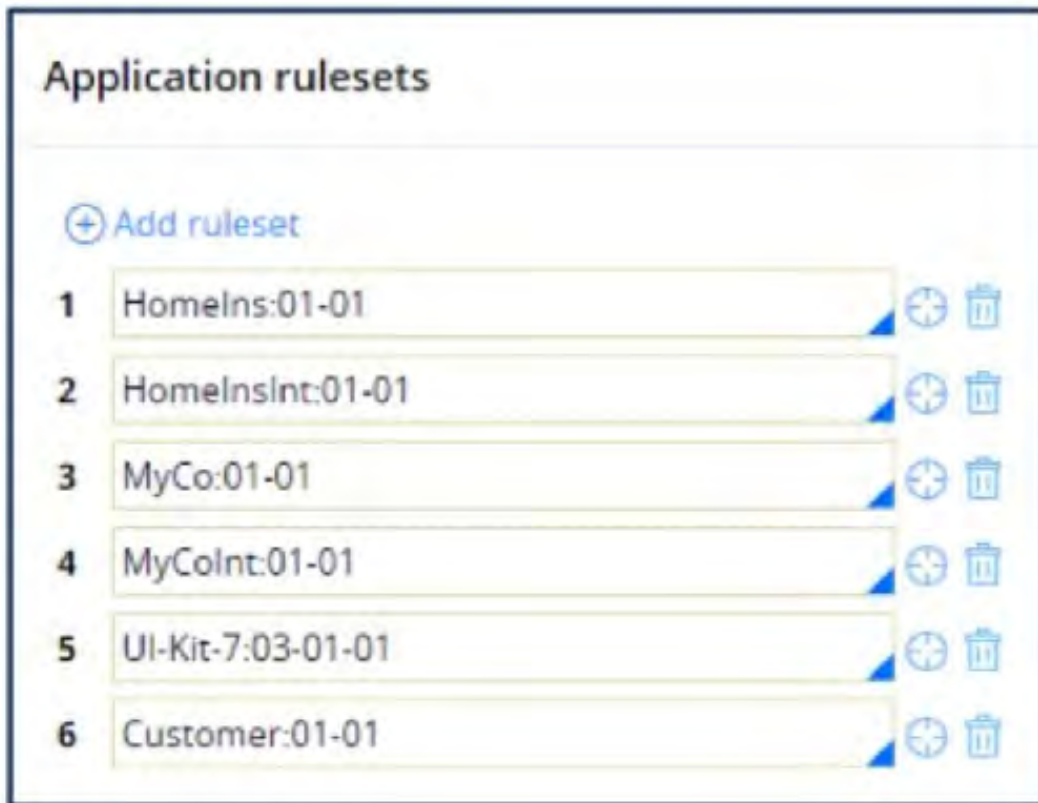 Application rulesets
Add ruleset
1 HomeIns:01-01
2 HomeInsInt:01-01
3 MyCo:01-01
4 MyCoInt:01-01
5 UI-Kit-7:03-01-01
6 Customer:01-01